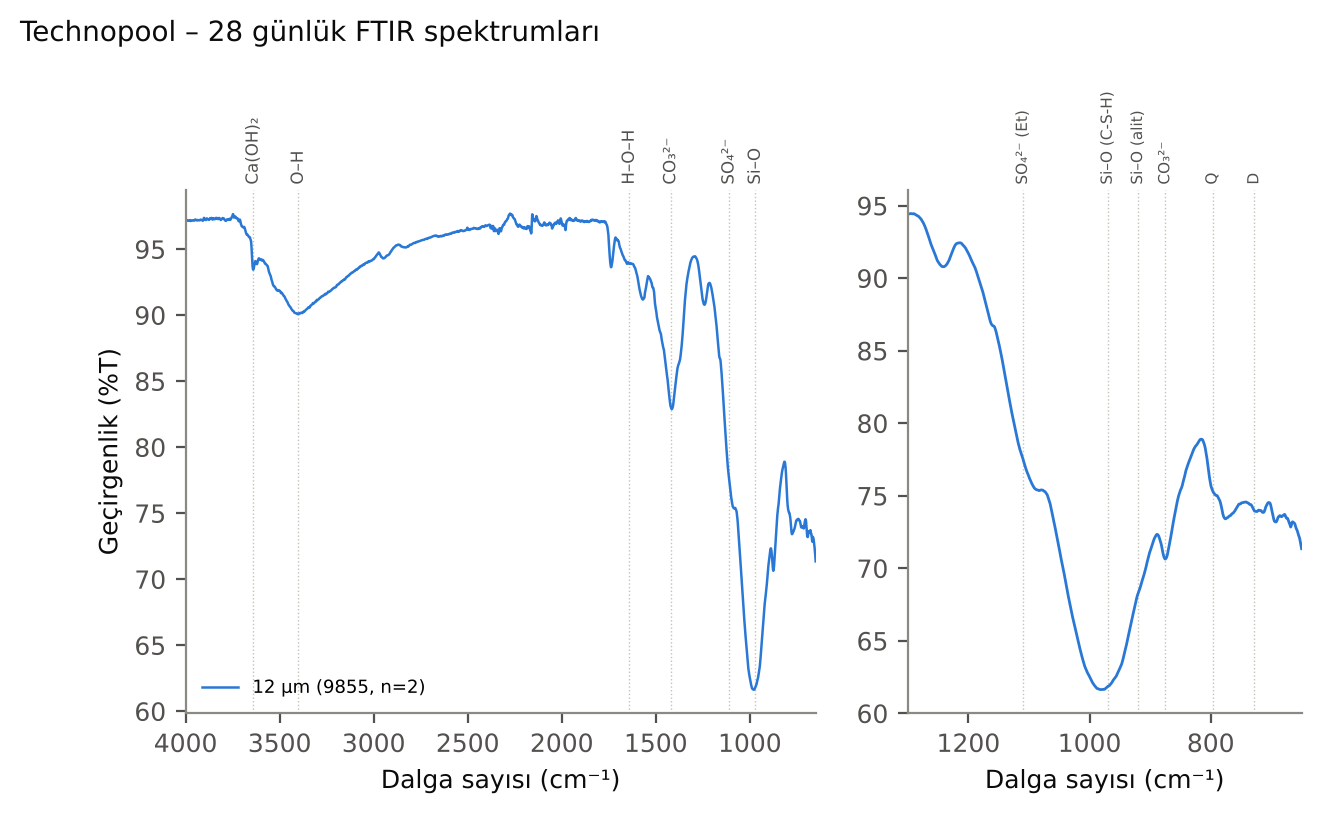 Technopool – 28 günlük FTIR spektrumları
Ca(OH)₂
O–H
H–O–H
CO₃²⁻
SO₄²⁻
Si–O
SO₄²⁻ (Et)
Si–O (C-S-H)
Si–O (alit)
CO₃²⁻
Q
D
Geçirgenlik (%T)
95
90
85
80
75
70
65
60
12 µm (9855, n=2)
4000 3500 3000 2500 2000 1500 1000
Dalga sayısı (cm⁻¹)
95
90
85
80
75
70
65
60
1200 1000 800
Dalga sayısı (cm⁻¹)